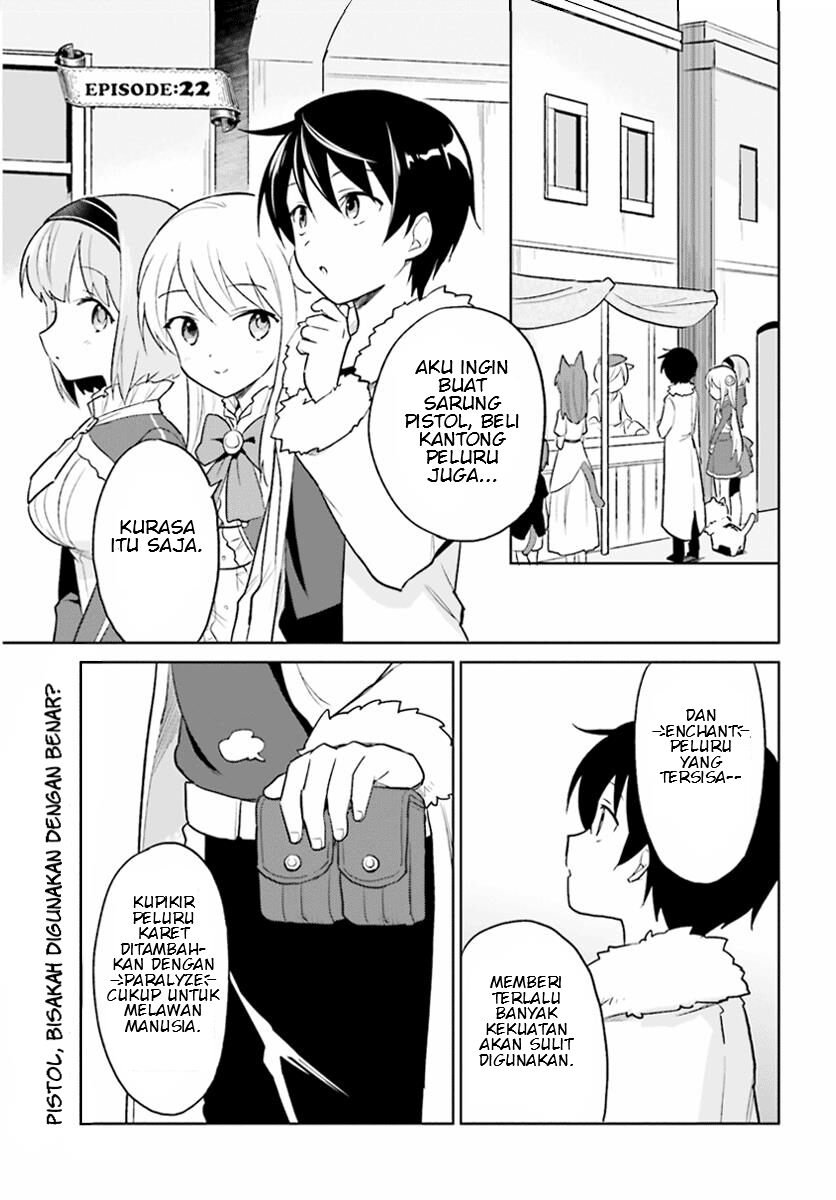 EPISODE:22
AKU INGIN
BUAT
SARUNG
PISTOL, BELI
KANTONG
PELURU
JUGA...
KURASA
ITU SAJA.
DAN
→ENCHANT←
PELURU
YANG
TERSISA--
MEMBERI
TERLALU
BANYAK
KEKUATAN
AKAN SULIT
DIGUNAKAN.
KUPIKIR
PELURU
KARET
DITAMBAH-
KAN DENGAN
→PARALYZE←
CUKUP UNTUK
MELAWAN
MANUSIA.
PISTOL, BISAKAH DIGUNAKAN DENGAN BENAR?